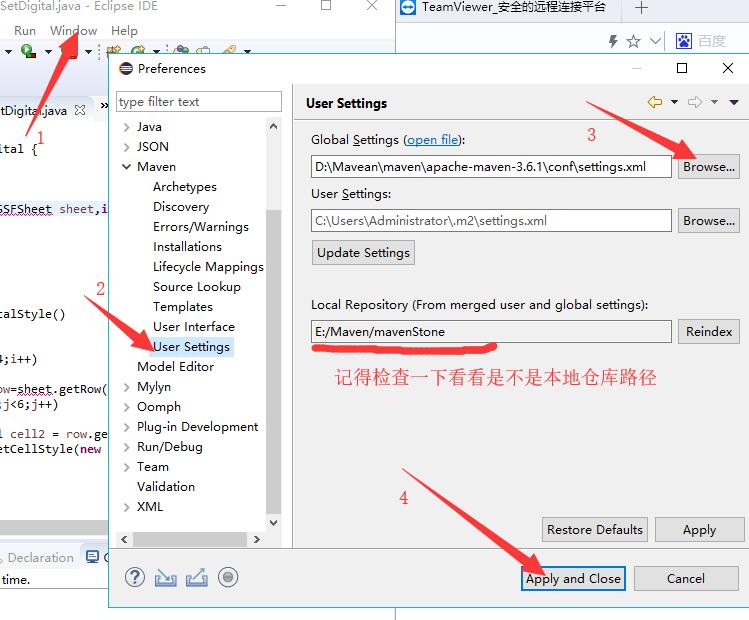 SetDigital.java - Eclipse IDE
TeamViewer_安全的远程连接平台
Run Window Help
百度
Preferences
tDigital.java
1
type filter text
User Settings
ital {
SSFSheet sheet,i
talStyle()
4;i++)
ow=sheet.getRow(
;j<6;j++)
l cell2 = row.ge
etCellStyle(new
Java
JSON
Maven
Archetypes
Discovery
Errors/Warnings
Installations
Lifecycle Mappings
Source Lookup
Templates
User Interface
User Settings
Model Editor
Mylyn
Oomph
Plug-in Development
Run/Debug
Team
Validation
XML
2
Global Settings (open file):
3
D:\Mavean\maven\apache-maven-3.6.1\conf\settings.xml
Browse...
User Settings:
C:\Users\Administrator\.m2\settings.xml
Browse...
Update Settings
Local Repository (From merged user and global settings):
E:/Maven/mavenStone
Reindex
记得检查一下看看是不是本地仓库路径
4
Restore Defaults
Apply
Apply and Close
Cancel
Declaration
time.